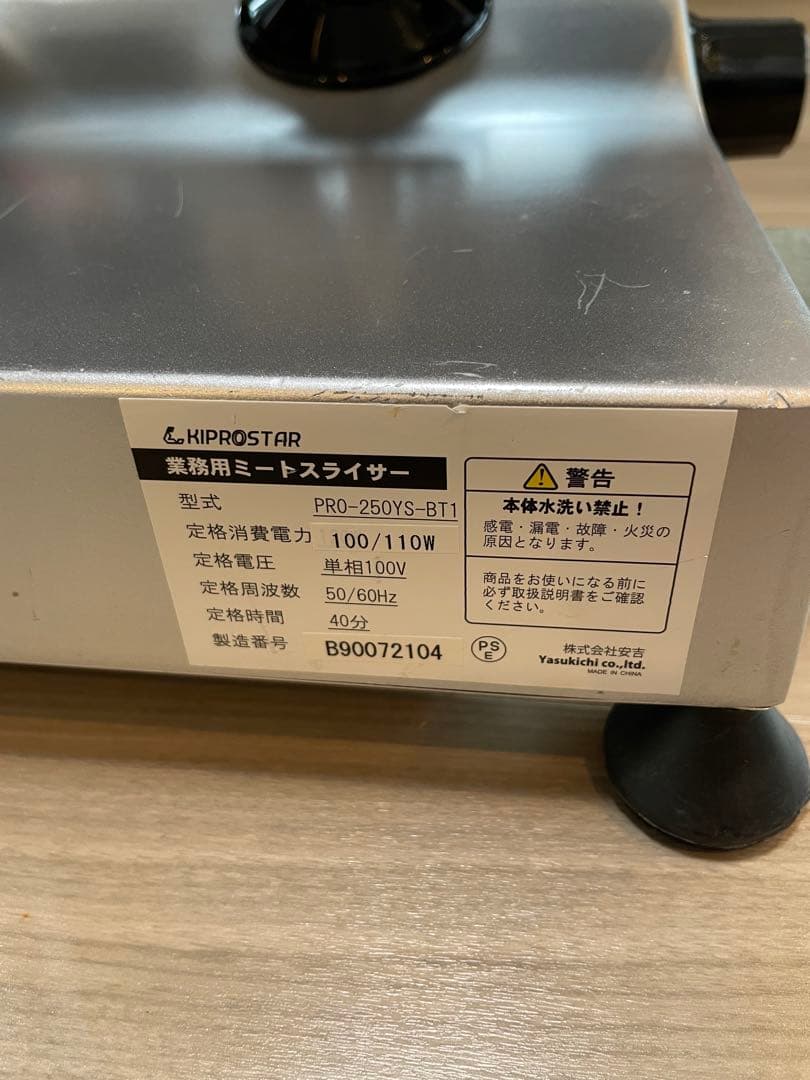 KIPROSTAR
業務用ミートスライサー
型式 PRO-250YS-BT1
定格消費電力 100/110W
定格電圧 単相100V
定格周波数 50/60Hz
定格時間 40分
製造番号 B90072104
警告
本体水洗い禁止！
感電・漏電・故障・火災の
原因となります。
商品をお使いになる前に
必ず取扱説明書をご確認
ください。
PS
E
株式会社安吉
Yasukichi co.,ltd.
MADE IN CHINA